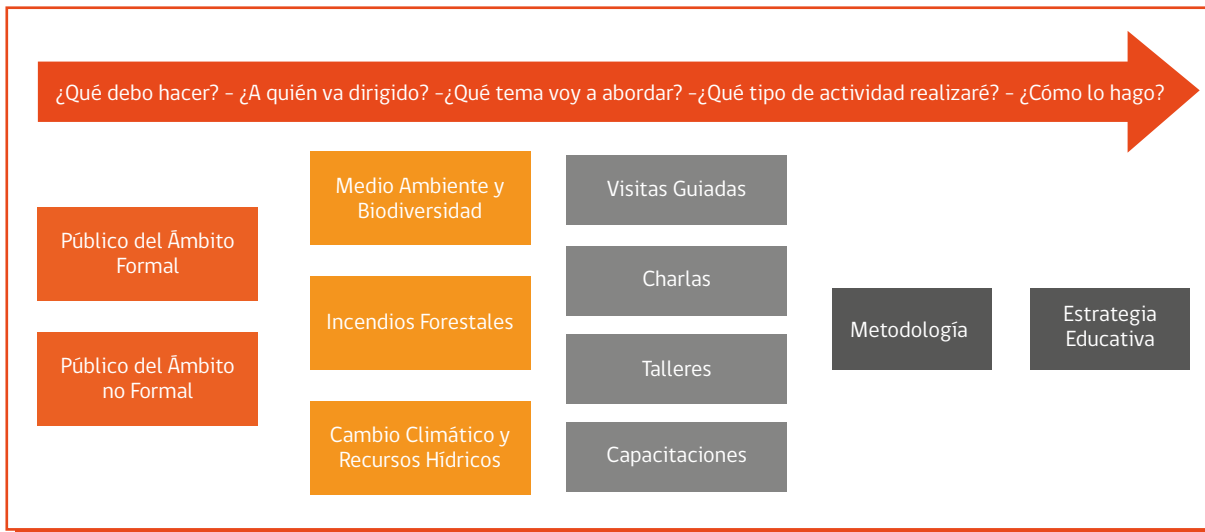 ¿Qué debo hacer? - ¿A quién va dirigido? -¿Qué tema voy a abordar? -¿Qué tipo de actividad realizaré? - ¿Cómo lo hago?
Público del Ámbito
Formal
Público del Ámbito
no Formal
Medio Ambiente y
Biodiversidad
Incendios Forestales
Cambio Climático y
Recursos Hídricos
Visitas Guiadas
Charlas
Talleres
Capacitaciones
Metodología
Estrategia
Educativa